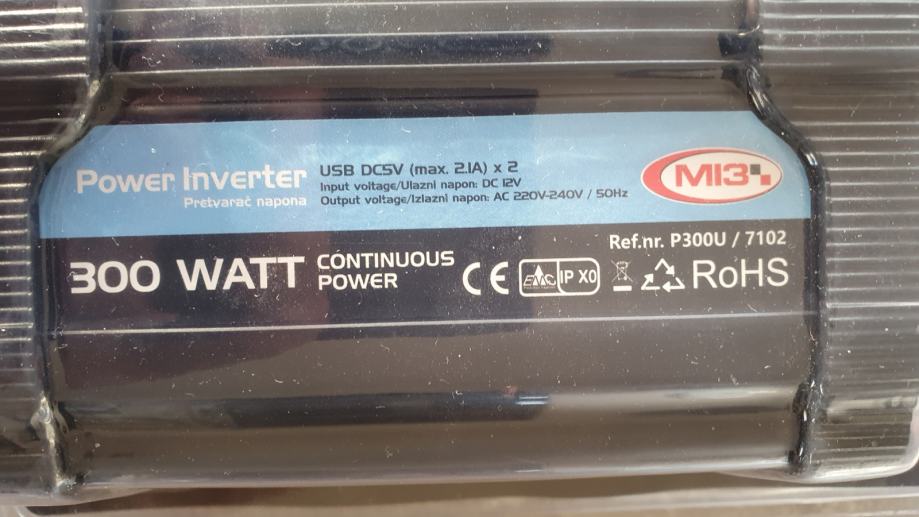 Power Inverter
Pretvarač napona
USB DC5V (max. 2.1A) x 2
Input voltage/Ulazni napon: DC 12V
Output voltage/Izlazni napon: AC 220V-240V / 50Hz
MI3
Ref.nr. P300U / 7102
300 WATT
CONTINUOUS
POWER
CE
EMC
IP X0
RoHS